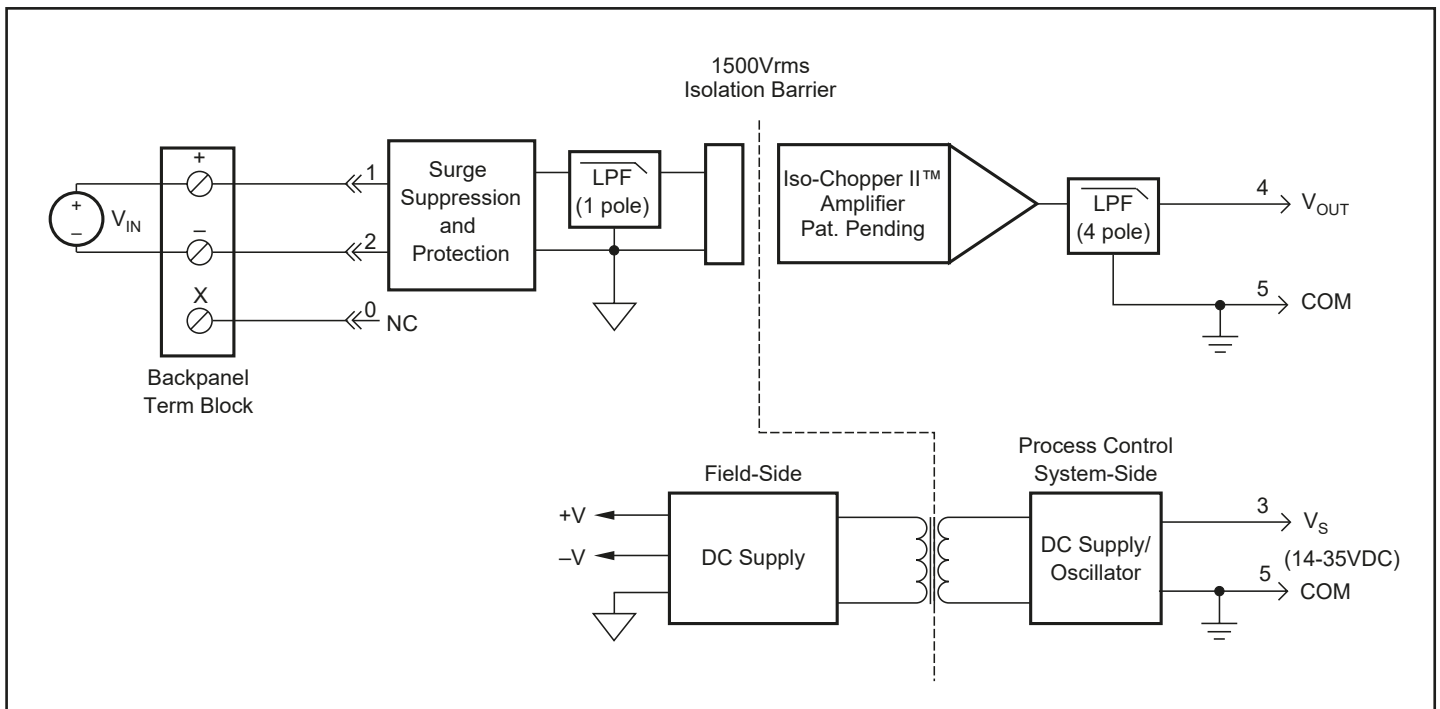 1500Vrms
Isolation Barrier
+
1
Surge
Suppression
and
Protection
LPF
(1 pole)
Iso-Chopper II™
Amplifier
Pat. Pending
LPF
(4 pole)
4
VOUT
+
–
VIN
–
2
X
0
NC
5
COM
Backpanel
Term Block
Field-Side
Process Control
System-Side
+V
–V
DC Supply
DC Supply/
Oscillator
3
VS
(14-35VDC)
5
COM